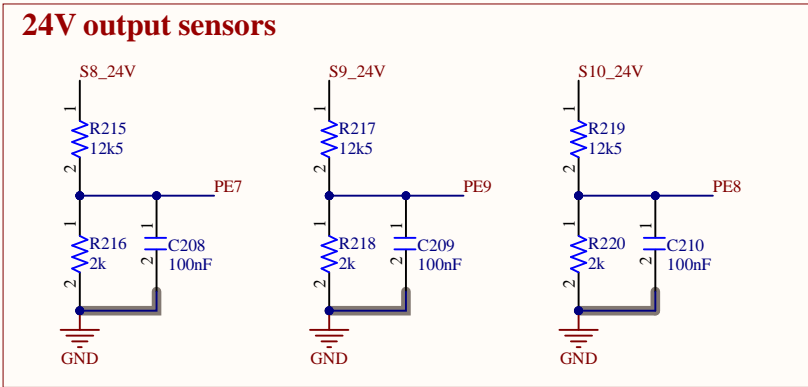 24V output sensors
S8_24V
S9_24V
S10_24V
1
1
1
R215
R217
R219
12k5
12k5
12k5
2
2
2
PE7
PE9
PE8
1
1
1
1
1
1
R216
C208
R218
C209
R220
C210
2k
100nF
2k
100nF
2k
100nF
2
2
2
2
2
2
GND
GND
GND